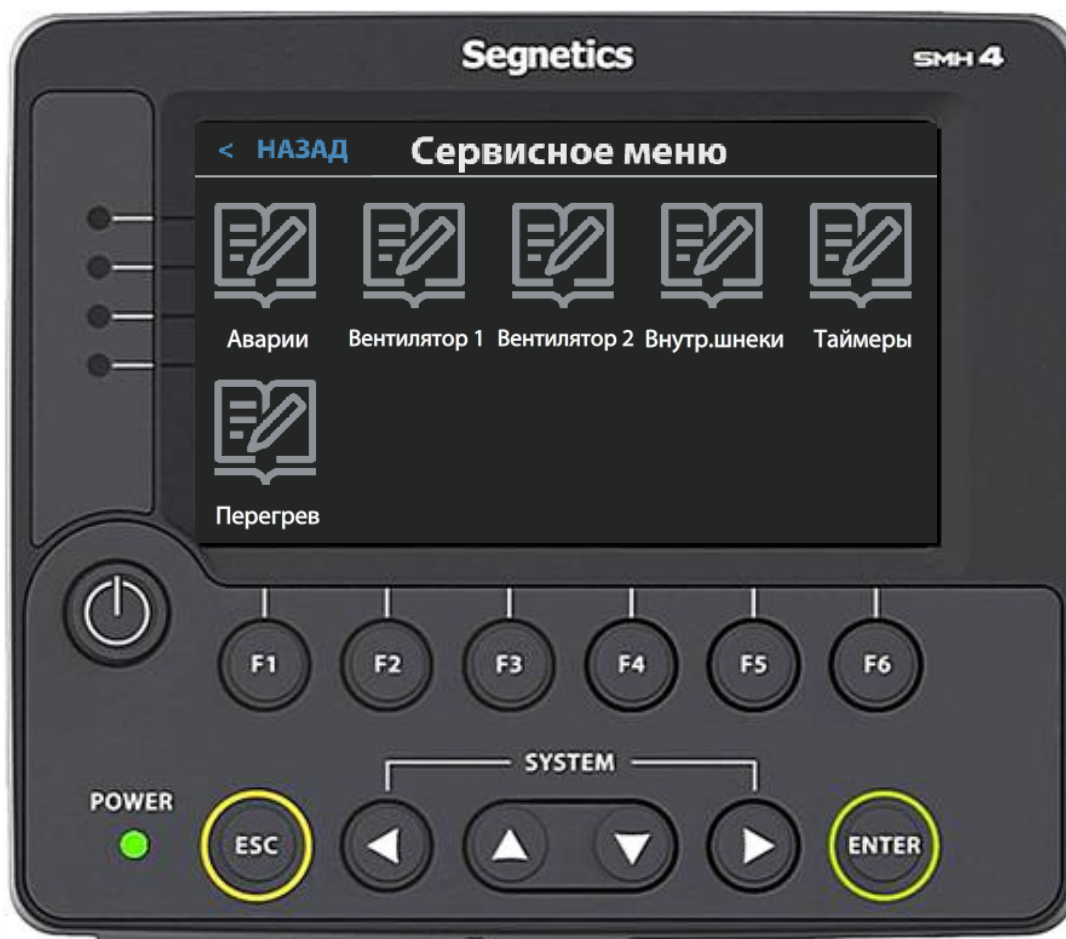 Segnetics
SMH 4
< НАЗАД
Сервисное меню
Аварии
Вентилятор 1
Вентилятор 2
Внутр.шнеки
Таймеры
Перегрев
F1
F2
F3
F4
F5
F6
SYSTEM
POWER
ESC
ENTER